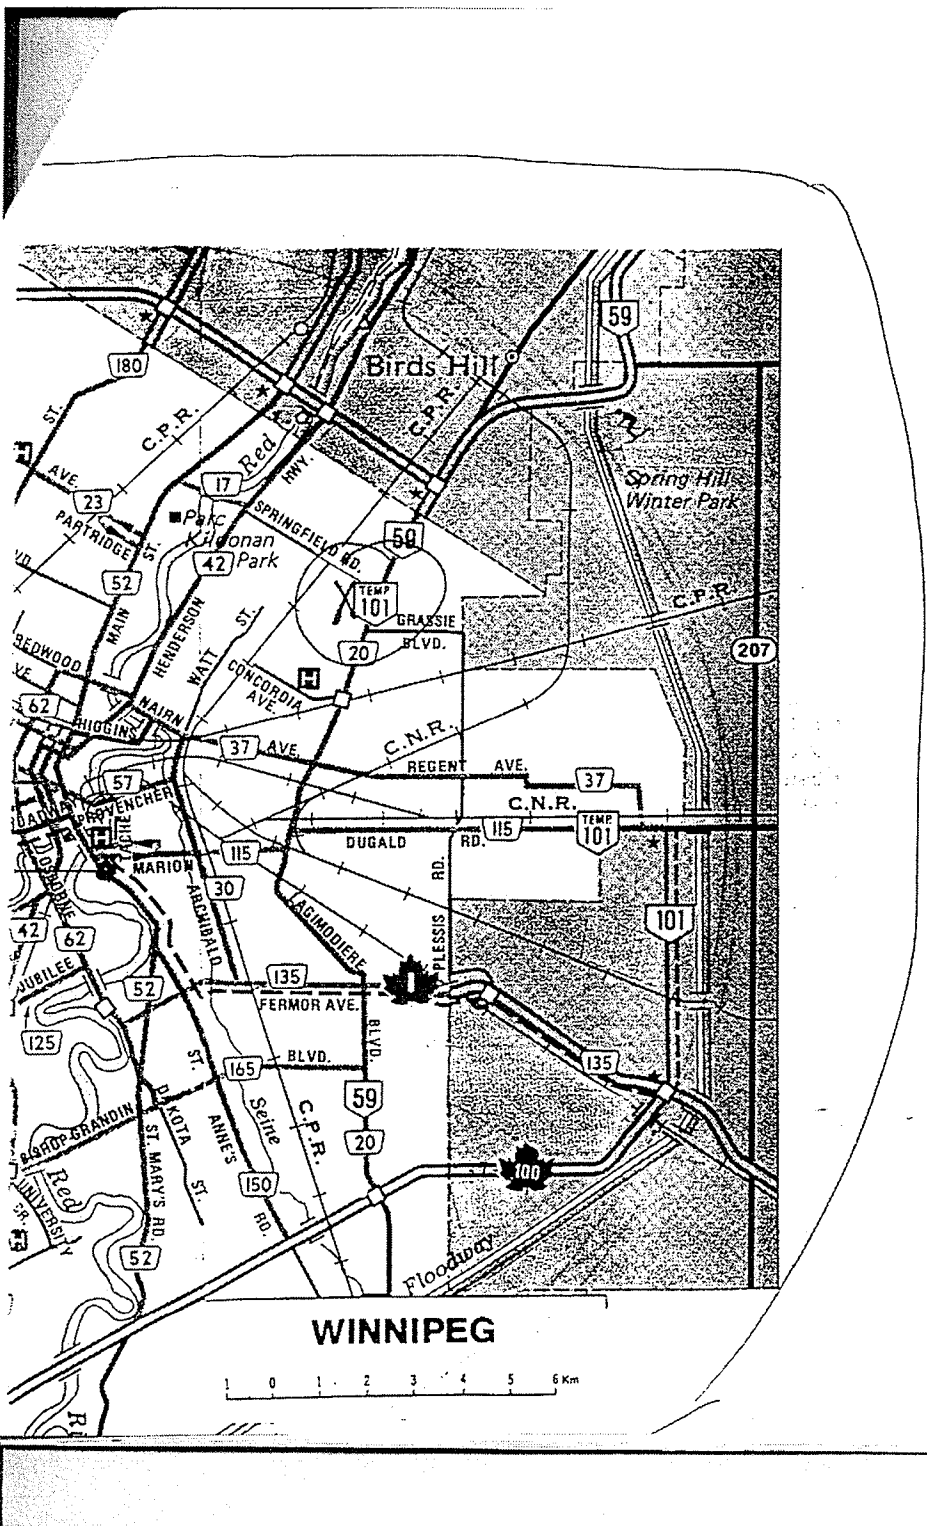 59
Birds Hill
180
C.P.R.
ST.
C.P.R.
Red
HWY.
H
AVE.
17
Spring Hill
Winter Park
23
PARTRIDGE
ST.
Parc
Kildonan
Park
SPRINGFIELD RD.
59
42
52
MAIN
HENDERSON
TEMP
101
C.P.R.
GRASSIE
BLVD.
WATT ST.
20
207
REDWOOD
H
CONCORDIA
AVE.
62
NAIRN
HIGGINS
C.N.R.
37
AVE.
REGENT AVE.
37
57
PROVENCHER
C.N.R.
H
TACHE
115
DUGALD
RD.
115
TEMP
101
MARION
30
OSBORNE
ARCHIBALD
LAGIMODIERE
PLESSIS RD.
101
42
62
JUBILEE
52
135
FERMOR AVE.
1
125
ST.
165
BLVD.
BLVD.
135
59
DAKOTA
ST.
Seine
C.P.R.
BISHOP GRANDIN
ST. MARY'S RD.
ANNE'S
RD.
20
100
Red
UNIVERSITY
CR.
H
150
52
Floodway
WINNIPEG
1 0 1 2 3 4 5 6 Km